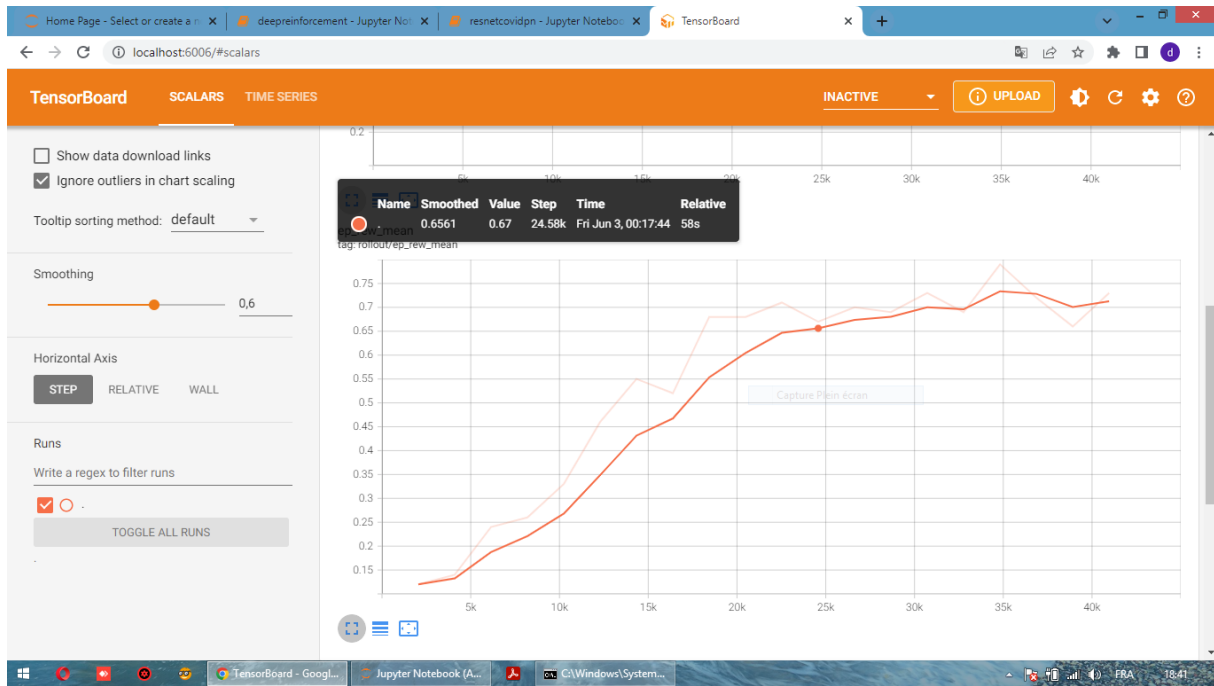 Home Page - Select or create a n
deepreinforcement - Jupyter Not
resnetcovidpn - Jupyter Noteboo
TensorBoard
localhost:6006/#scalars
d
TensorBoard
SCALARS
TIME SERIES
INACTIVE
UPLOAD
Show data download links
Ignore outliers in chart scaling
Tooltip sorting method: default
Smoothing
0,6
Horizontal Axis
STEP RELATIVE WALL
Runs
Write a regex to filter runs
.
TOGGLE ALL RUNS
.
0.2
5k 10k 15k 20k 25k 30k 35k 40k
Name Smoothed Value Step Time Relative
. 0.6561 0.67 24.58k Fri Jun 3, 00:17:44 58s
ep_rew_mean
tag: rollout/ep_rew_mean
0.75
0.7
0.65
0.6
0.55
0.5
0.45
0.4
0.35
0.3
0.25
0.2
0.15
5k 10k 15k 20k 25k 30k 35k 40k
Capture Plein écran
TensorBoard - Googl...
Jupyter Notebook (A...
C:\Windows\System...
FRA
18:41